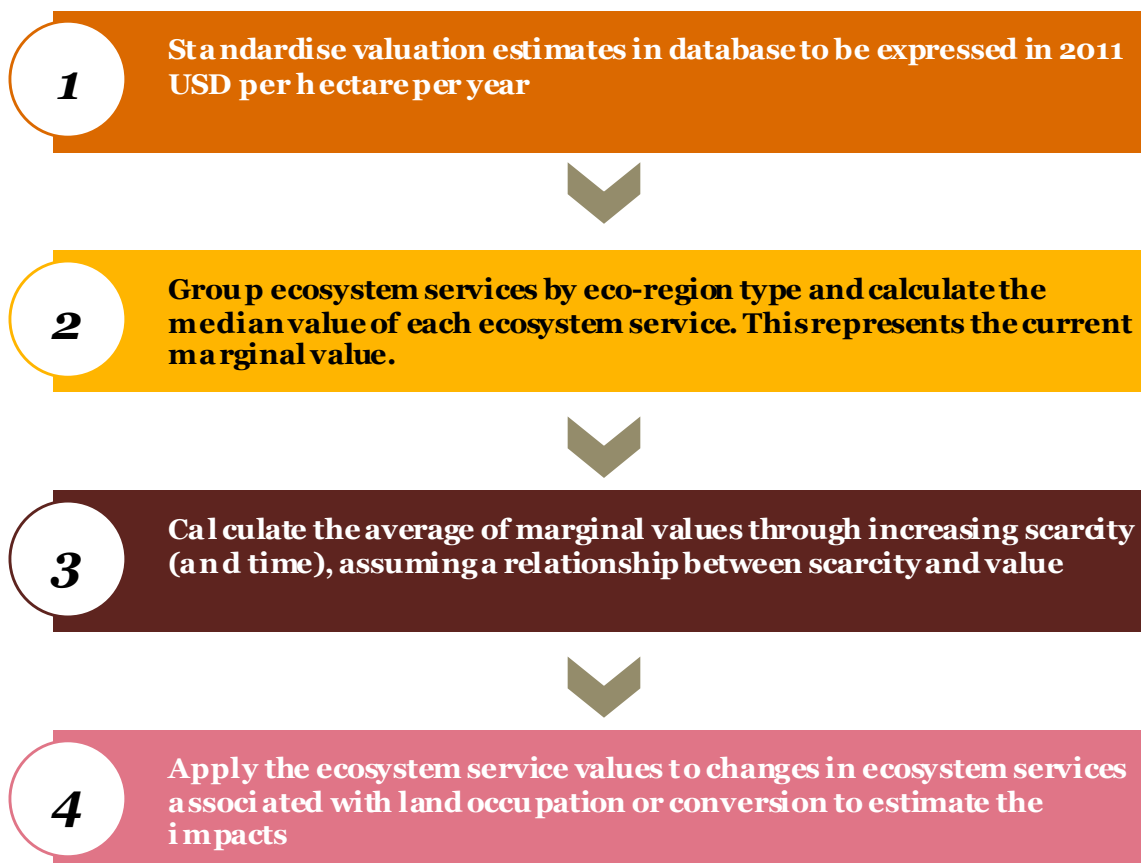 1
Standardise valuation estimates in database to be expressed in 2011
USD per hectare per year
2
Group ecosystem services by eco-region type and calculate the
median value of each ecosystem service. This represents the current
marginal value.
3
Calculate the average of marginal values through increasing scarcity
(and time), assuming a relationship between scarcity and value
4
Apply the ecosystem service values to changes in ecosystem services
associated with land occupation or conversion to estimate the
impacts